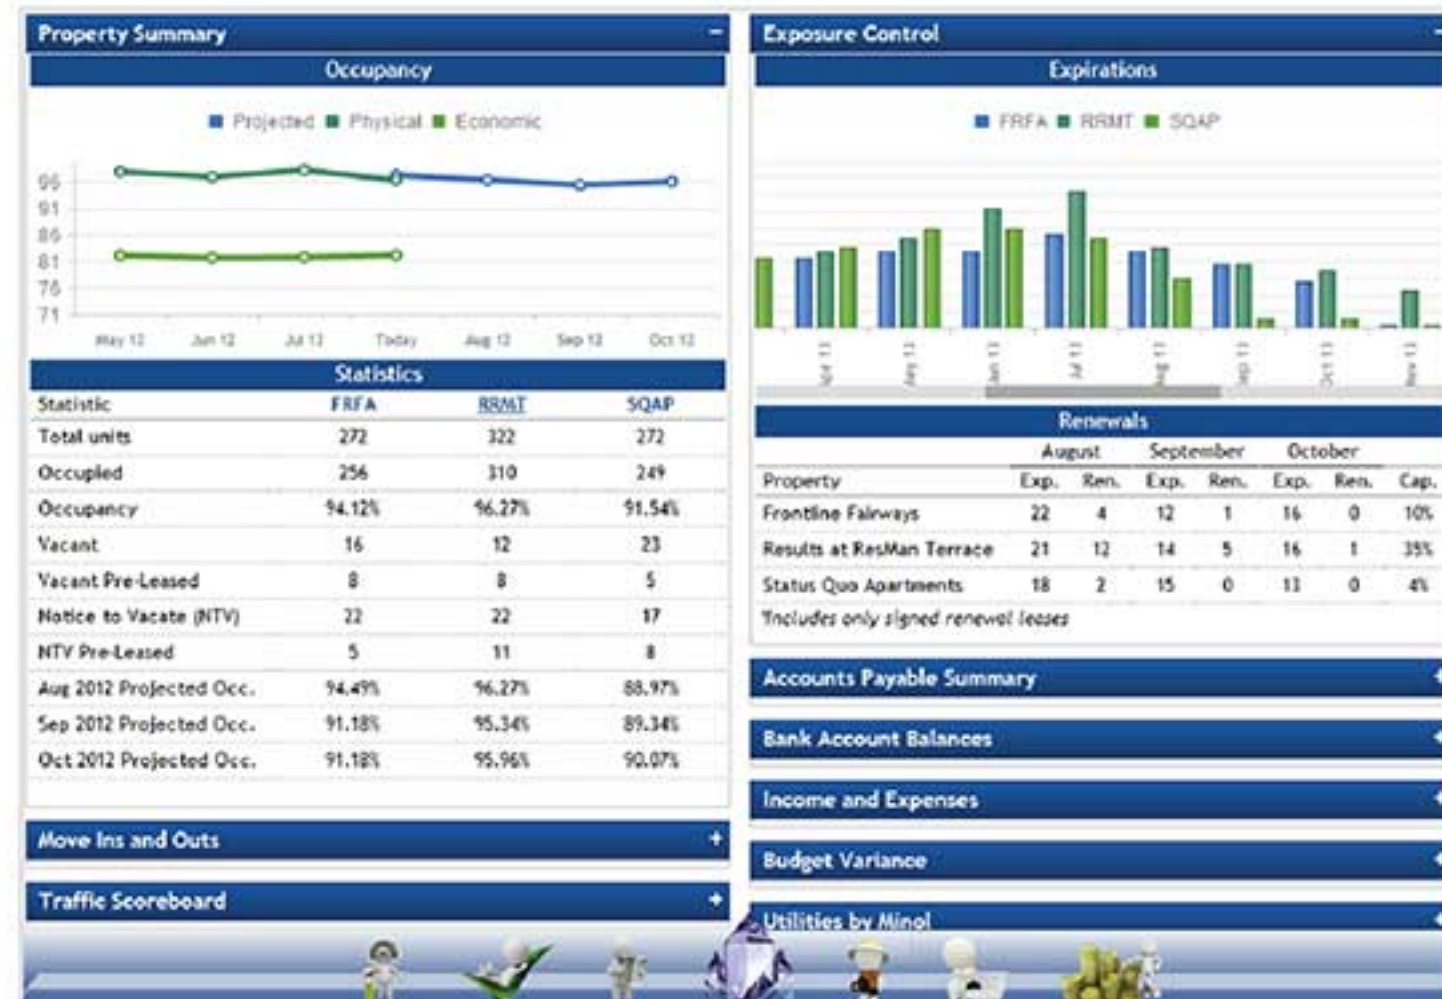 Property Summary
Occupancy
Projected Physical Economic
96
91
86
81
76
71
May 12 Jun 12 Jul 12 Today Aug 12 Sep 12 Oct 12
Statistics
Statistic FRFA RRMT SQAP
Total units 272 322 272
Occupied 256 310 249
Occupancy 94.12% 96.27% 91.54%
Vacant 16 12 23
Vacant Pre-Leased 8 8 5
Notice to Vacate (NTV) 22 22 17
NTV Pre-Leased 5 11 8
Aug 2012 Projected Occ. 94.49% 96.27% 88.97%
Sep 2012 Projected Occ. 91.18% 95.34% 89.34%
Oct 2012 Projected Occ. 91.18% 95.96% 90.07%
Move Ins and Outs
Traffic Scoreboard
Exposure Control
Expirations
FRFA RRMT SQAP
Jul 13
Oct 13
Renewals
August September October
Property Exp. Ren. Exp. Ren. Exp. Ren. Cap.
Frontline Fairways 22 4 12 1 16 0 10%
Results at ResMan Terrace 21 12 14 5 16 1 35%
Status Quo Apartments 18 2 15 0 13 0 4%
*Includes only signed renewal leases
Accounts Payable Summary
Bank Account Balances
Income and Expenses
Budget Variance
Utilities by Minol